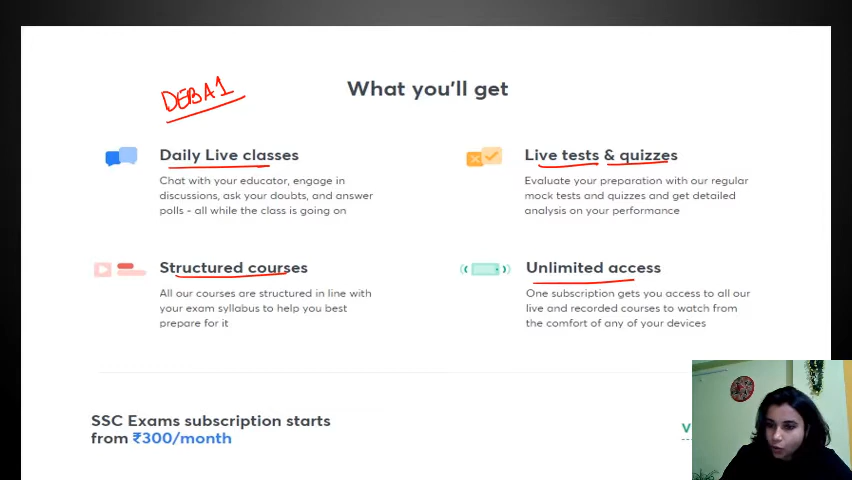 DEBA1
What you'll get
Daily Live classes
Chat with your educator, engage in
discussions, ask your doubts, and answer
polls - all while the class is going on
Live tests & quizzes
Evaluate your preparation with our regular
mock tests and quizzes and get detailed
analysis on your performance
Structured courses
All our courses are structured in line with
your exam syllabus to help you best
prepare for it
Unlimited access
One subscription gets you access to all our
live and recorded courses to watch from
the comfort of any of your devices
SSC Exams subscription starts
from ₹300/month